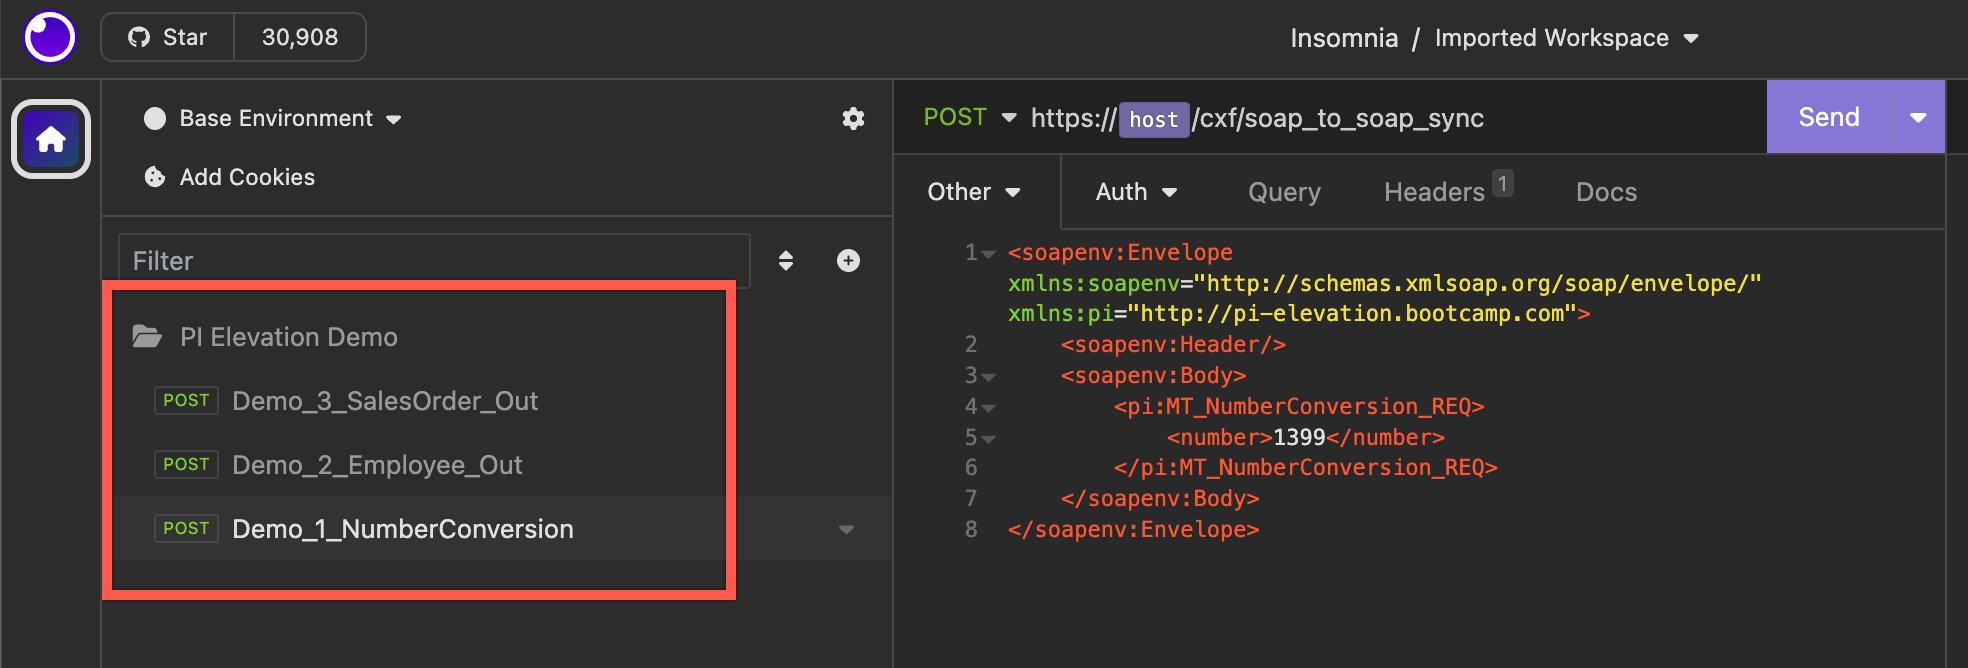 Star 30,908
Insomnia / Imported Workspace
Base Environment
Add Cookies
Filter
PI Elevation Demo
POST Demo_3_SalesOrder_Out
POST Demo_2_Employee_Out
POST Demo_1_NumberConversion
POST https://host/cxf/soap_to_soap_sync Send
Other Auth Query Headers 1 Docs
1 <soapenv:Envelope
xmlns:soapenv="http://schemas.xmlsoap.org/soap/envelope/"
xmlns:pi="http://pi-elevation.bootcamp.com">
2 <soapenv:Header/>
3 <soapenv:Body>
4 <pi:MT_NumberConversion_REQ>
5 <number>1399</number>
6 </pi:MT_NumberConversion_REQ>
7 </soapenv:Body>
8 </soapenv:Envelope>